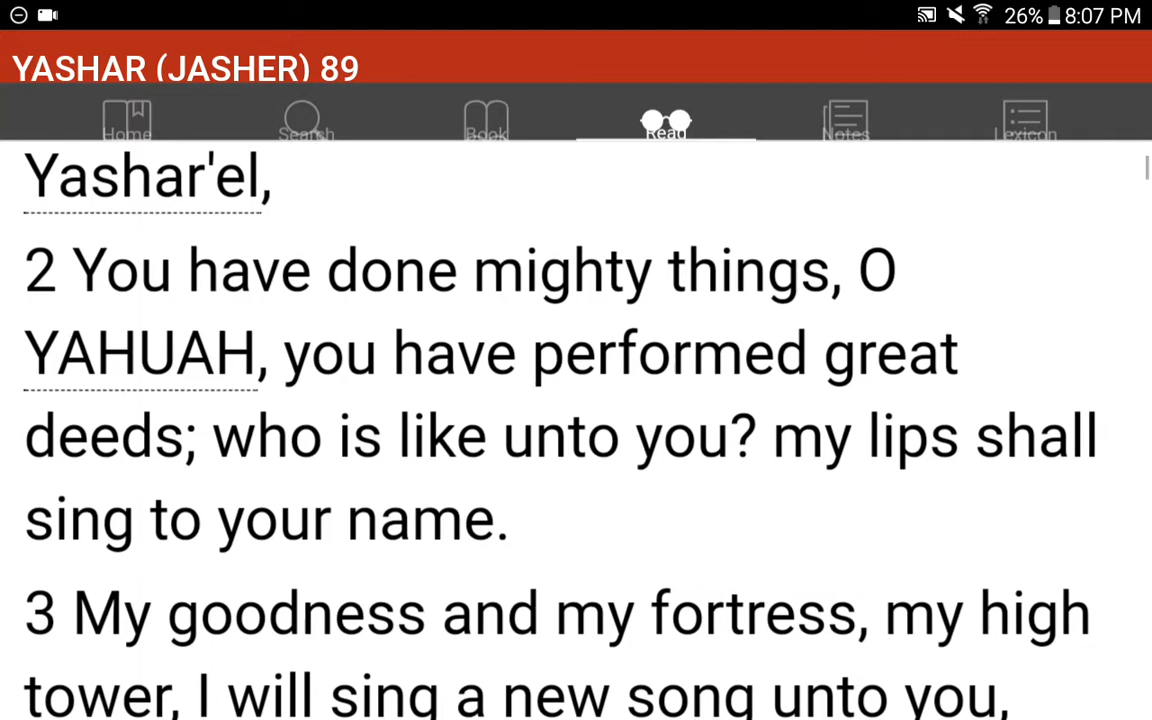 26% 8:07 PM
YASHAR (JASHER) 89
Home Search Book Read Notes Lexicon
Yashar'el,
2 You have done mighty things, O
YAHUAH, you have performed great
deeds; who is like unto you? my lips shall
sing to your name.
3 My goodness and my fortress, my high
tower, I will sing a new song unto you,